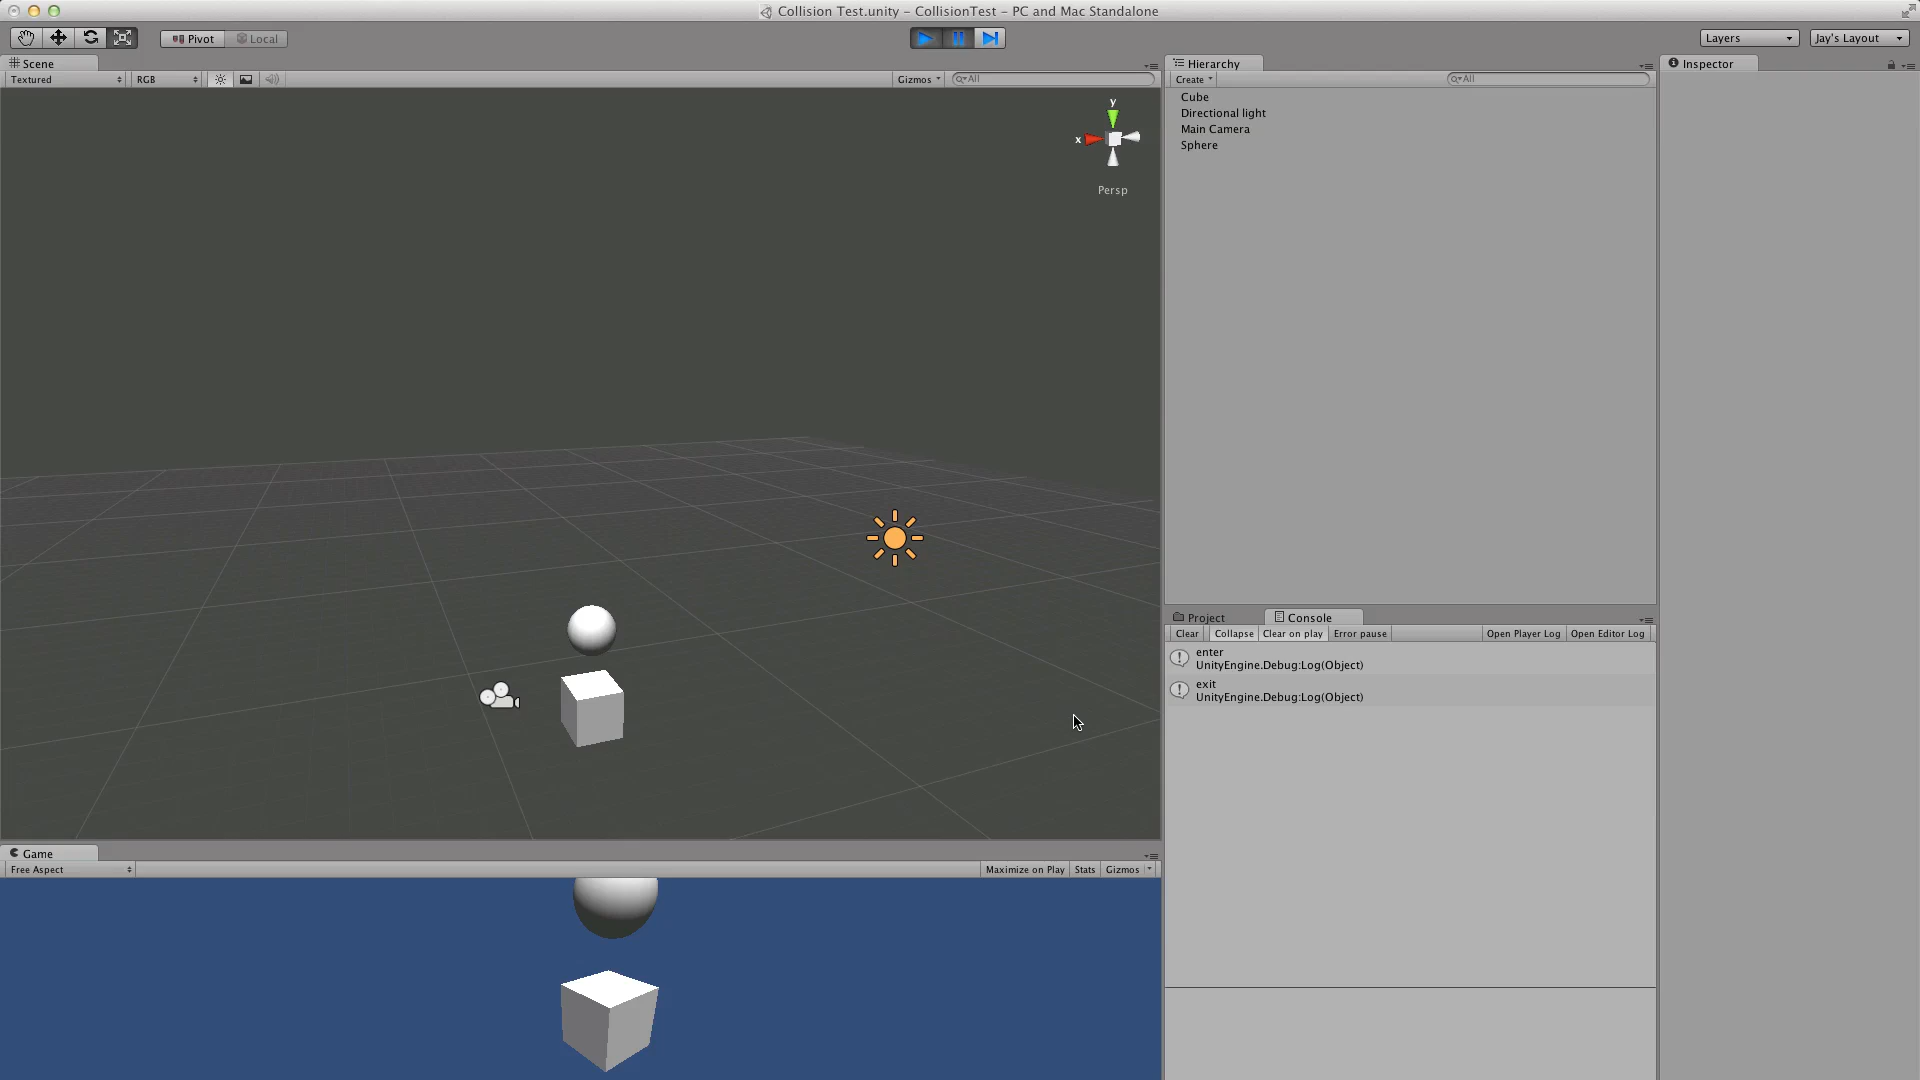 Collision Test.unity – CollisionTest – PC and Mac Standalone
Pivot Local Layers Jay's Layout
Scene
Textured RGB Gizmos All
y
x
Persp
Hierarchy
Create All
Cube
Directional light
Main Camera
Sphere
Inspector
Project Console
Clear Collapse Clear on play Error pause Open Player Log Open Editor Log
enter
UnityEngine.Debug:Log(Object)
exit
UnityEngine.Debug:Log(Object)
Game
Free Aspect Maximize on Play Stats Gizmos